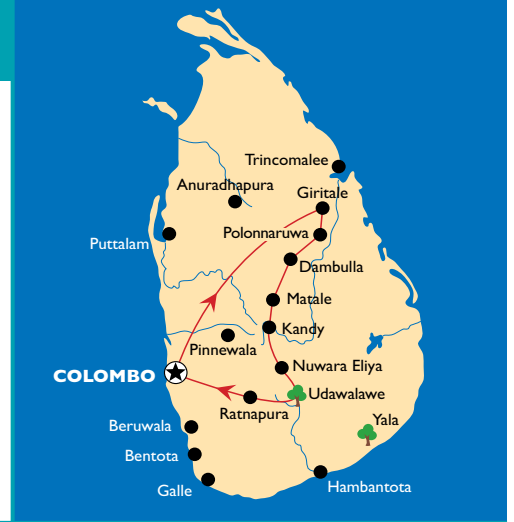 Trincomalee
Anuradhapura
Giritale
Polonnaruwa
Puttalam
Dambulla
Matale
Kandy
Pinnewala
Nuwara Eliya
COLOMBO
Udawalawe
Ratnapura
Yala
Beruwala
Bentota
Galle
Hambantota